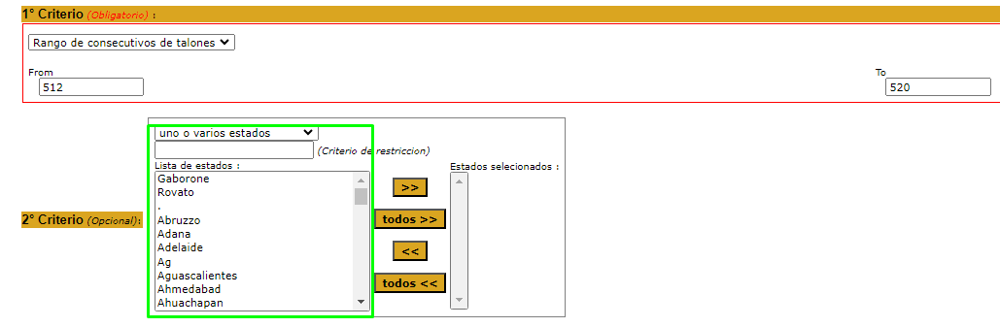 1° Criterio (Obligatorio) :
Rango de consecutivos de talones
From
512
To
520
2° Criterio (Opcional):
uno o varios estados
(Criterio de restriccion)
Lista de estados :
Gaborone
Rovato
.
Abruzzo
Adana
Adelaide
Ag
Aguascalientes
Ahmedabad
Ahuachapan
>>
todos >>
<<
todos <<
Estados selecionados :